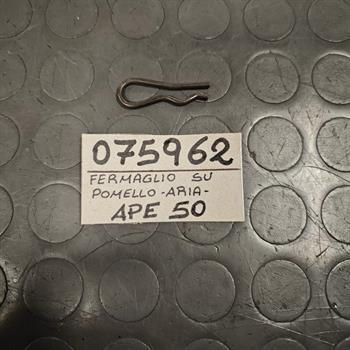 075962
FERMAGLIO SU
POMELLO -ARIA-
APE 50